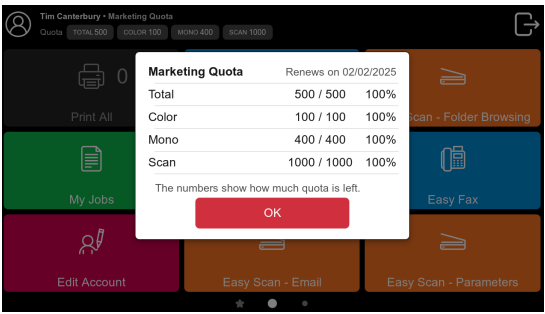 Tim Canterbury • Marketing Quota
Quota TOTAL 500 COLOR 100 MONO 400 SCAN 1000
Marketing Quota Renews on 02/02/2025
Total 500 / 500 100%
Color 100 / 100 100%
Mono 400 / 400 100%
Scan 1000 / 1000 100%
The numbers show how much quota is left.
OK
0
Print All
Scan - Folder Browsing
My Jobs
Easy Fax
Edit Account
Easy Scan - Email
Easy Scan - Parameters